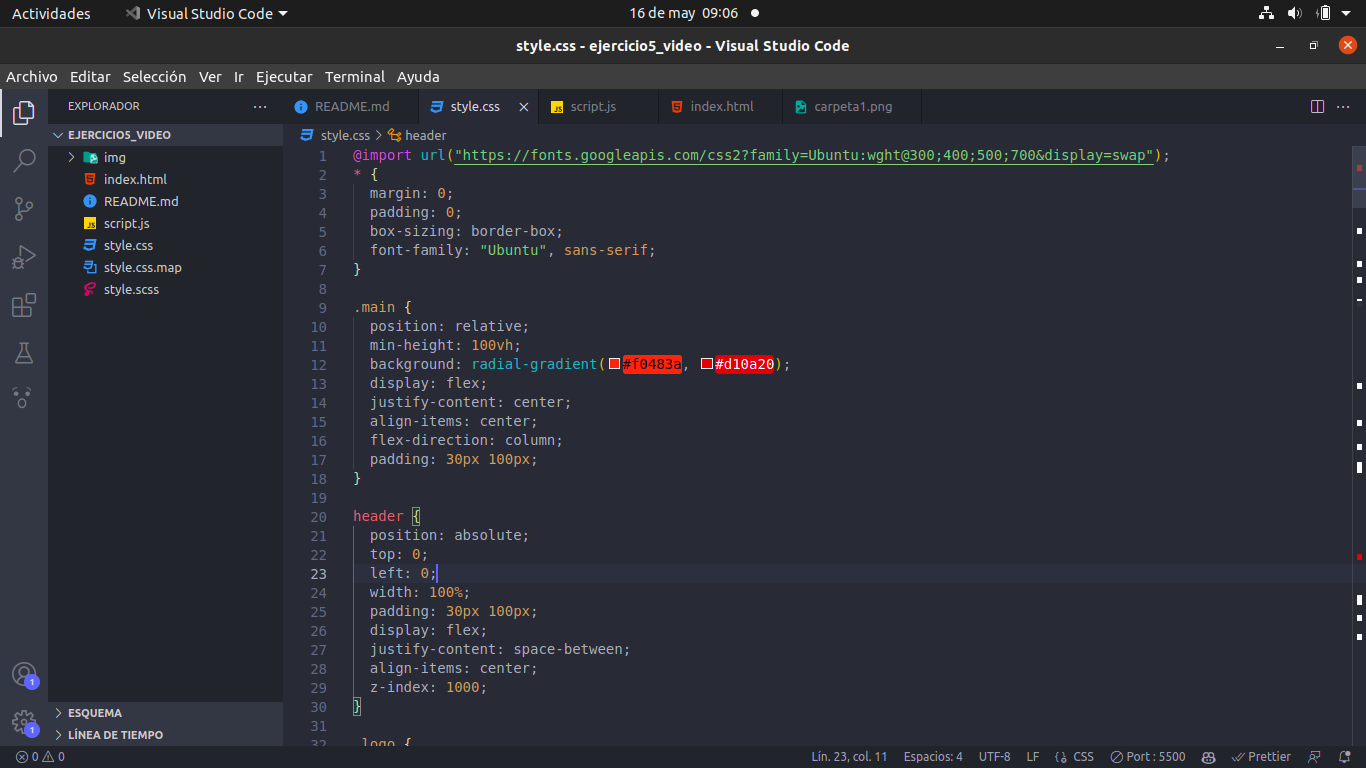 Actividades
Visual Studio Code
16 de may 09:06
style.css - ejercicio5_video - Visual Studio Code
Archivo Editar Selección Ver Ir Ejecutar Terminal Ayuda
EXPLORADOR
EJERCICIO5_VIDEO
img
index.html
README.md
script.js
style.css
style.css.map
style.scss
ESQUEMA
LÍNEA DE TIEMPO
README.md style.css script.js index.html carpeta1.png
style.css > header
1 @import url("https://fonts.googleapis.com/css2?family=Ubuntu:wght@300;400;500;700&display=swap");
2 * {
3 margin: 0;
4 padding: 0;
5 box-sizing: border-box;
6 font-family: "Ubuntu", sans-serif;
7 }
8
9 .main {
10 position: relative;
11 min-height: 100vh;
12 background: radial-gradient(#f0483a, #d10a20);
13 display: flex;
14 justify-content: center;
15 align-items: center;
16 flex-direction: column;
17 padding: 30px 100px;
18 }
19
20 header {
21 position: absolute;
22 top: 0;
23 left: 0;
24 width: 100%;
25 padding: 30px 100px;
26 display: flex;
27 justify-content: space-between;
28 align-items: center;
29 z-index: 1000;
30 }
31
32 .logo {
1
1
0 0
Lín. 23, col. 11 Espacios: 4 UTF-8 LF CSS Port : 5500 Prettier